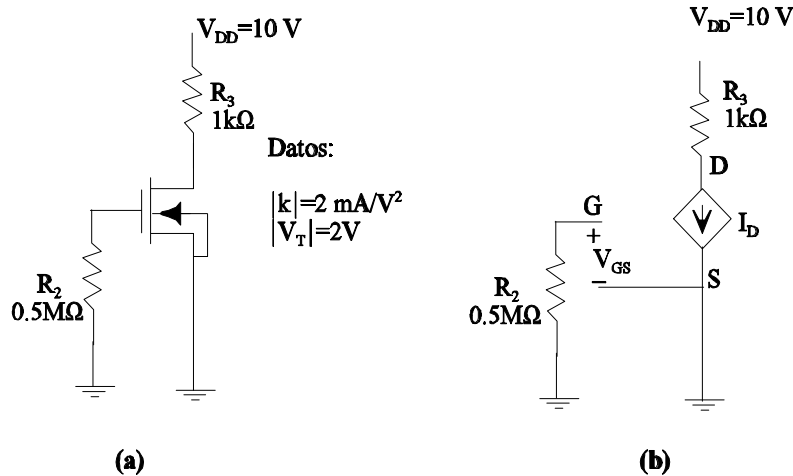 V_DD=10 V
R_3
1kΩ
Datos:
|k|=2 mA/V²
|V_T|=2V
R_2
0.5MΩ
(a)
V_DD=10 V
R_3
1kΩ
D
G
+
V_GS
−
I_D
S
R_2
0.5MΩ
(b)